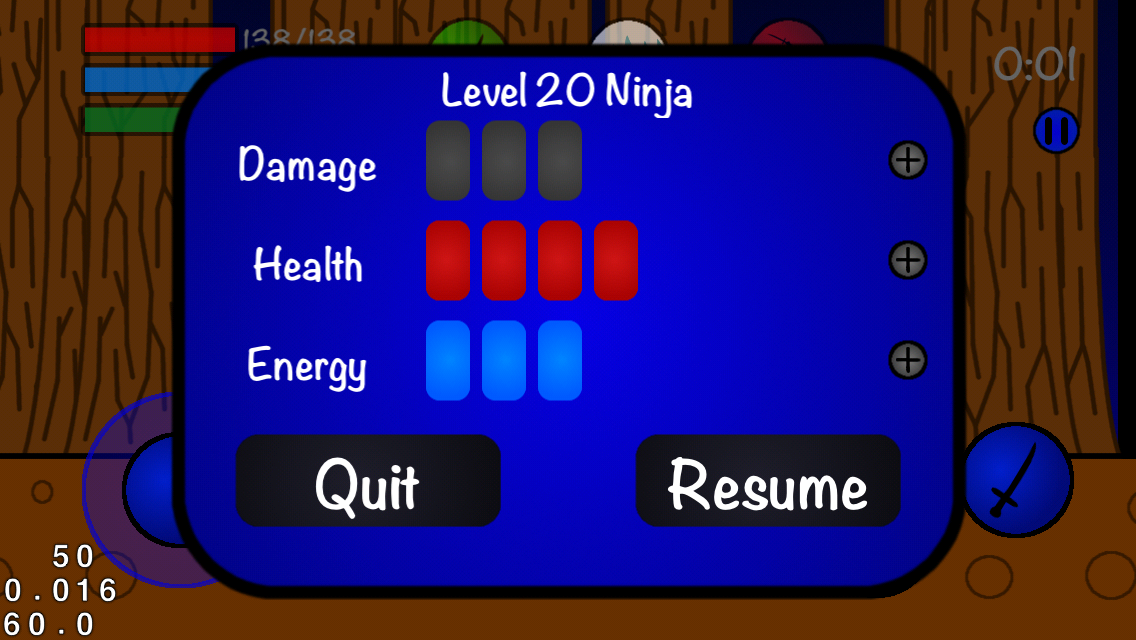 138/138
0:01
Level 20 Ninja
Damage
Health
Energy
Quit
Resume
50
0.016
60.0